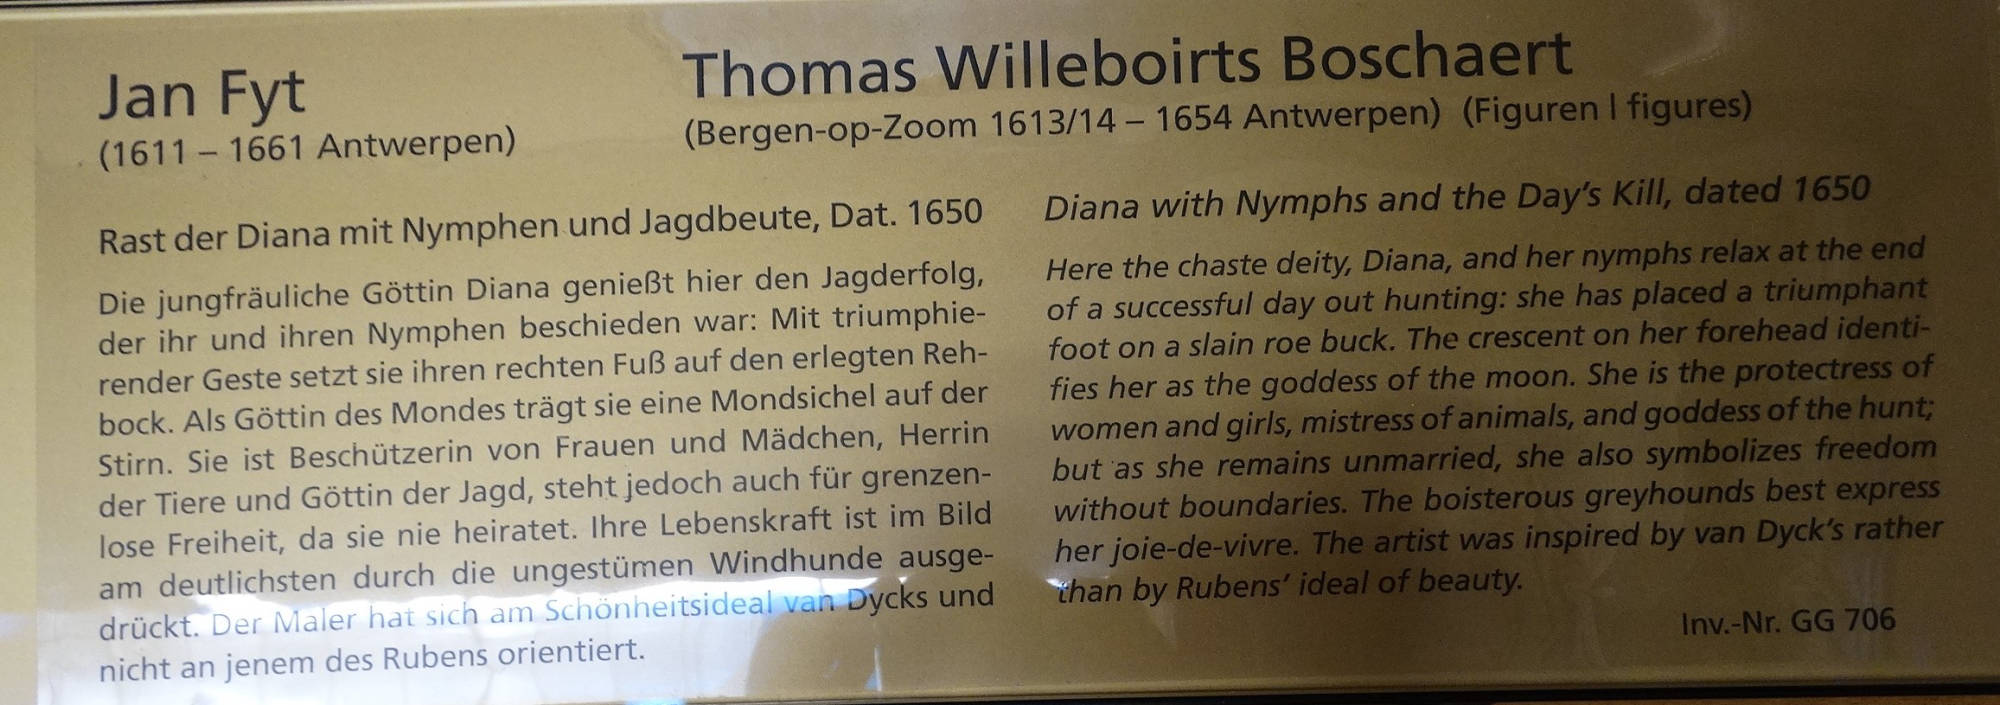 Jan Fyt
(1611 – 1661 Antwerpen)
Thomas Willeboirts Boschaert
(Bergen-op-Zoom 1613/14 – 1654 Antwerpen) (Figuren | figures)
Rast der Diana mit Nymphen und Jagdbeute, Dat. 1650
Die jungfräuliche Göttin Diana genießt hier den Jagderfolg,
der ihr und ihren Nymphen beschieden war: Mit triumphie-
render Geste setzt sie ihren rechten Fuß auf den erlegten Reh-
bock. Als Göttin des Mondes trägt sie eine Mondsichel auf der
Stirn. Sie ist Beschützerin von Frauen und Mädchen, Herrin
der Tiere und Göttin der Jagd, steht jedoch auch für grenzen-
lose Freiheit, da sie nie heiratet. Ihre Lebenskraft ist im Bild
am deutlichsten durch die ungestümen Windhunde ausge-
drückt. Der Maler hat sich am Schönheitsideal van Dycks und
nicht an jenem des Rubens orientiert.
Diana with Nymphs and the Day's Kill, dated 1650
Here the chaste deity, Diana, and her nymphs relax at the end
of a successful day out hunting: she has placed a triumphant
foot on a slain roe buck. The crescent on her forehead identi-
fies her as the goddess of the moon. She is the protectress of
women and girls, mistress of animals, and goddess of the hunt;
but as she remains unmarried, she also symbolizes freedom
without boundaries. The boisterous greyhounds best express
her joie-de-vivre. The artist was inspired by van Dyck's rather
than by Rubens' ideal of beauty.
Inv.-Nr. GG 706